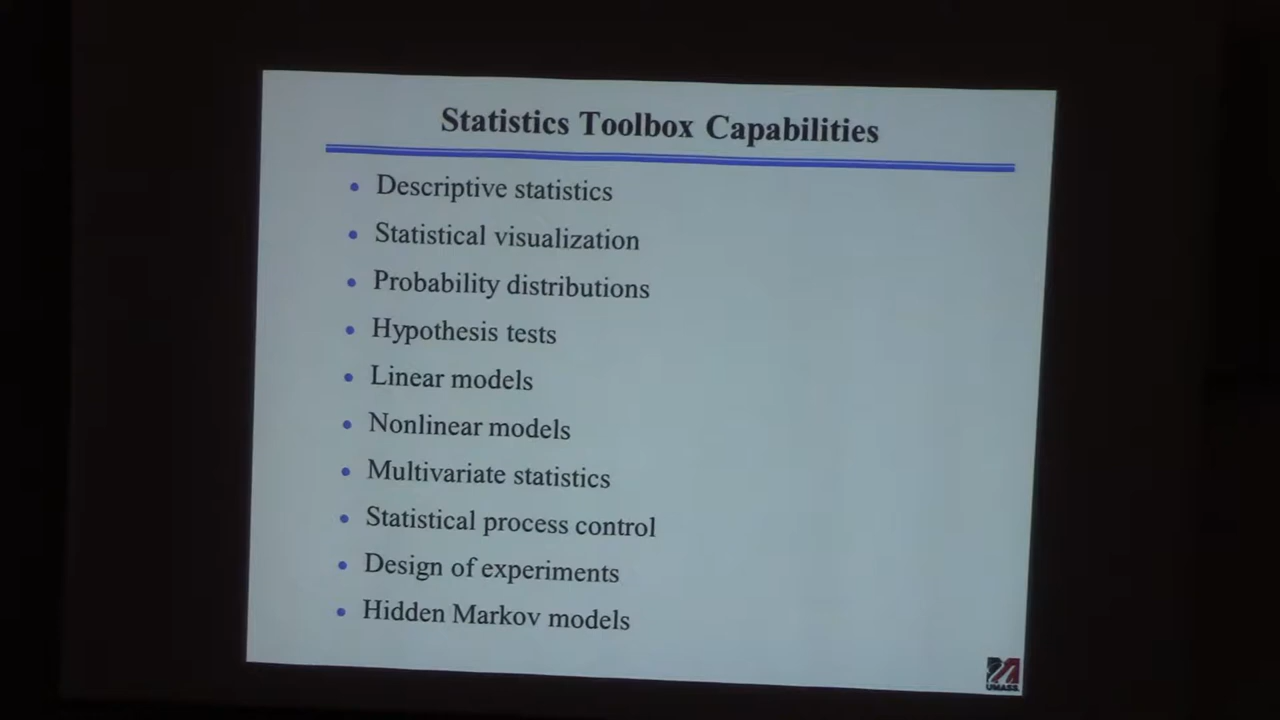 Statistics Toolbox Capabilities
• Descriptive statistics
• Statistical visualization
• Probability distributions
• Hypothesis tests
• Linear models
• Nonlinear models
• Multivariate statistics
• Statistical process control
• Design of experiments
• Hidden Markov models
UMASS